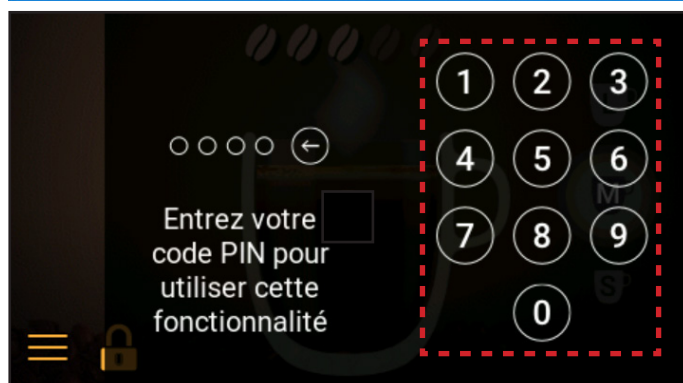 1 2 3
4 5 6
7 8 9
0
Entrez votre
code PIN pour
utiliser cette
fonctionnalité
M
S